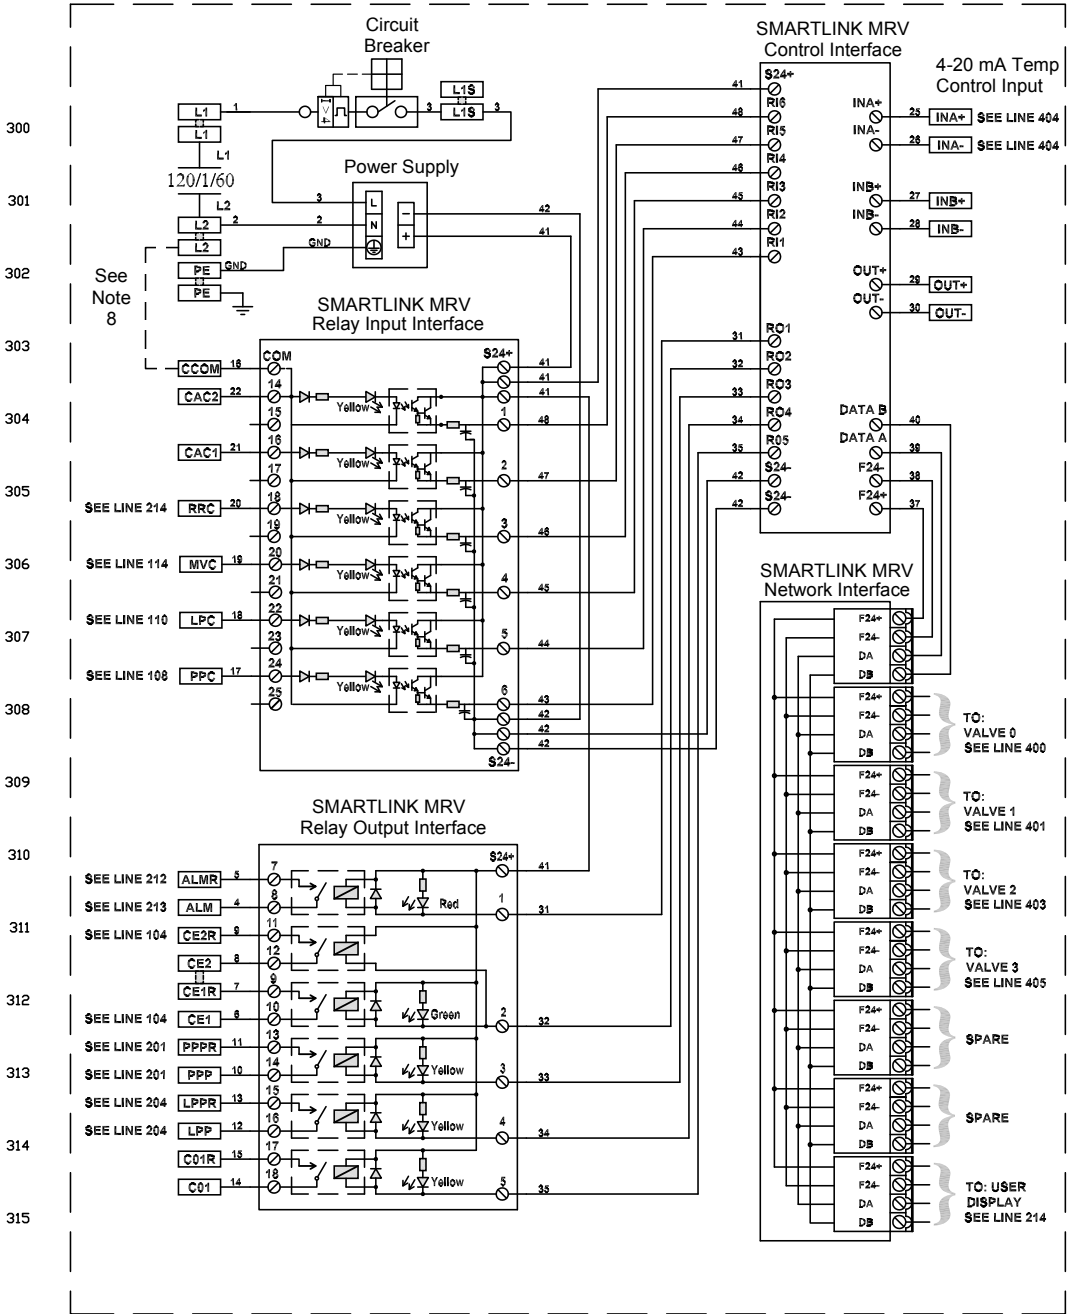 Circuit
Breaker
L1S
L1S
3
3
L1
1
L1
L1
300
120/1/60
Power Supply
301
L2
3
L
–
42
L2
2
2
N
+
41
L2
GND
302
See
Note
8
PE
GND
PE
SMARTLINK MRV
Control Interface
4-20 mA Temp
Control Input
41
S24+
48
RI6
INA+
25
INA+
SEE LINE 404
47
RI5
INA-
26
INA-
SEE LINE 404
46
RI4
45
RI3
INB+
27
INB+
44
RI2
INB-
28
INB-
43
RI1
OUT+
29
OUT+
OUT-
30
OUT-
31
RO1
32
RO2
33
RO3
34
RO4
DATA B
40
35
R05
DATA A
39
42
S24-
F24-
38
42
S24-
F24+
37
SMARTLINK MRV
Relay Input Interface
303
CCOM
16
COM
S24+
41
41
41
CAC2
22
14
Yellow
304
15
1
48
CAC1
21
16
Yellow
17
2
47
305
SEE LINE 214
RRC
20
18
Yellow
19
3
46
306
SEE LINE 114
MVC
19
20
Yellow
21
4
45
SEE LINE 110
LPC
18
22
Yellow
307
23
5
44
SEE LINE 108
PPC
17
24
Yellow
25
6
43
308
42
42
42
S24-
309
SMARTLINK MRV
Relay Output Interface
310
S24+
41
SEE LINE 212
ALMR
5
7
SEE LINE 213
ALM
4
8
Red
1
31
311
SEE LINE 104
CE2R
9
11
CE2
8
12
CE1R
7
9
312
SEE LINE 104
CE1
6
10
Green
2
32
SEE LINE 201
PPPR
11
13
313
SEE LINE 201
PPP
10
14
Yellow
3
33
SEE LINE 204
LPPR
13
15
SEE LINE 204
LPP
12
16
Yellow
4
34
314
C01R
15
17
C01
14
18
Yellow
5
35
315
SMARTLINK MRV
Network Interface
F24+
F24-
DA
DB
F24+
F24-
DA
DB
TO:
VALVE 0
SEE LINE 400
F24+
F24-
DA
DB
TO:
VALVE 1
SEE LINE 401
F24+
F24-
DA
DB
TO:
VALVE 2
SEE LINE 403
F24+
F24-
DA
DB
TO:
VALVE 3
SEE LINE 405
F24+
F24-
DA
DB
SPARE
F24+
F24-
DA
DB
SPARE
F24+
F24-
DA
DB
TO: USER
DISPLAY
SEE LINE 214